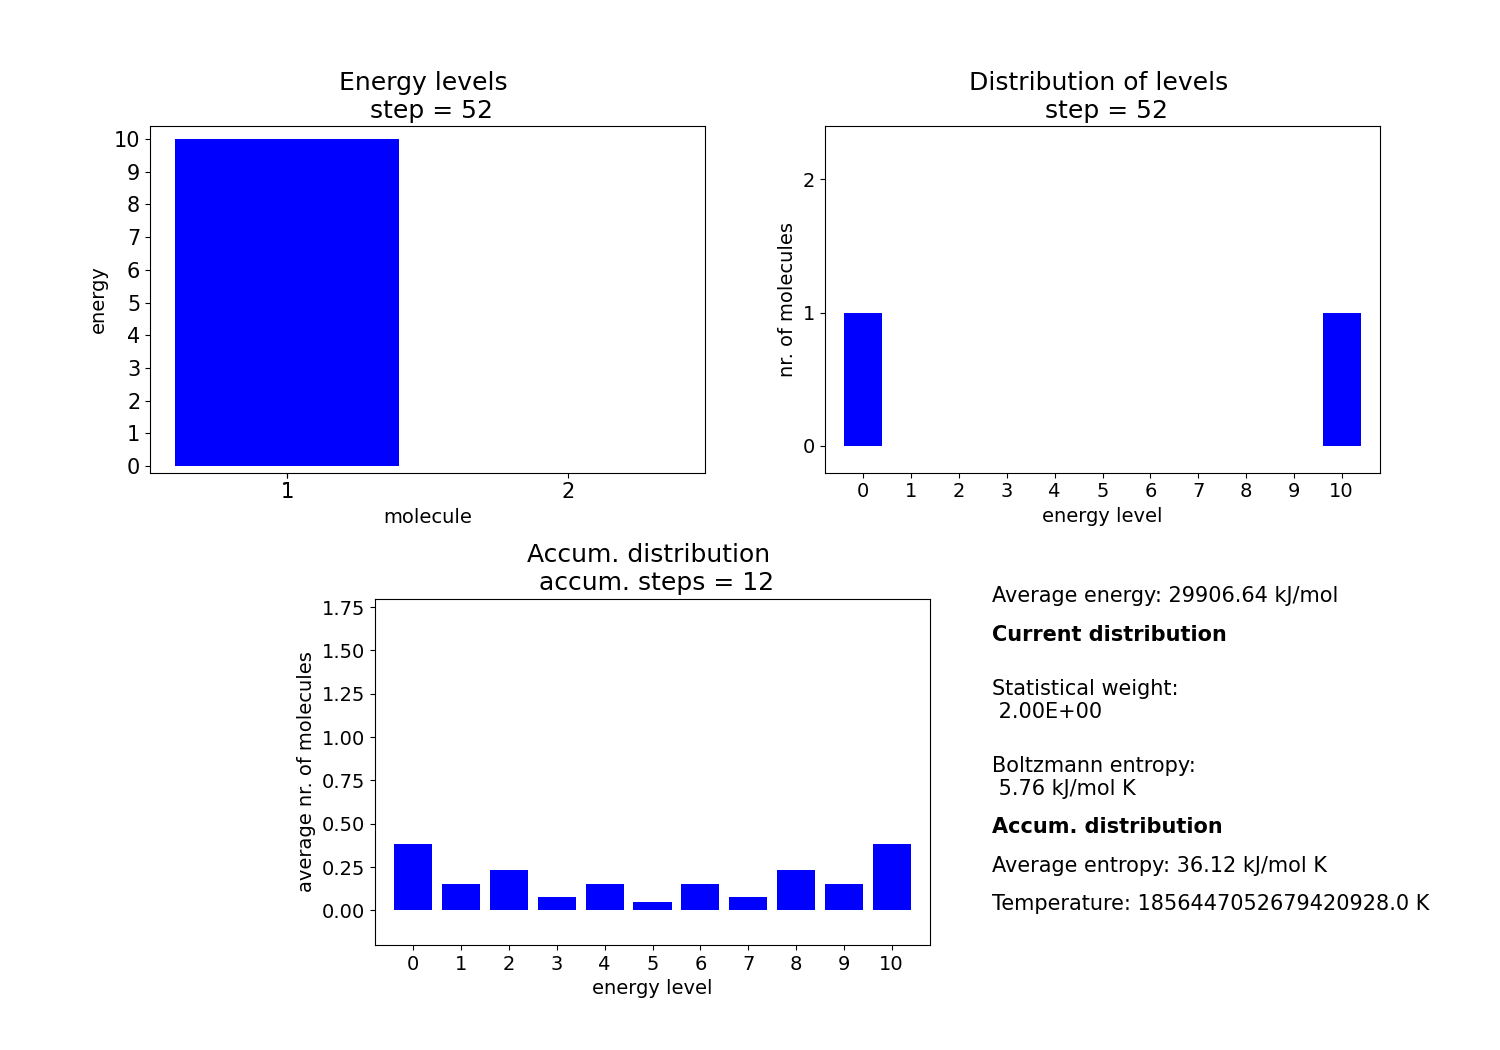 Energy levels
step = 52
10
9
8
7
6
5
4
3
2
1
0
energy
1 2
molecule
Distribution of levels
step = 52
2
1
0
nr. of molecules
0 1 2 3 4 5 6 7 8 9 10
energy level
Accum. distribution
accum. steps = 12
1.75
1.50
1.25
1.00
0.75
0.50
0.25
0.00
average nr. of molecules
0 1 2 3 4 5 6 7 8 9 10
energy level
Average energy: 29906.64 kJ/mol
Current distribution
Statistical weight:
2.00E+00
Boltzmann entropy:
5.76 kJ/mol K
Accum. distribution
Average entropy: 36.12 kJ/mol K
Temperature: 1856447052679420928.0 K